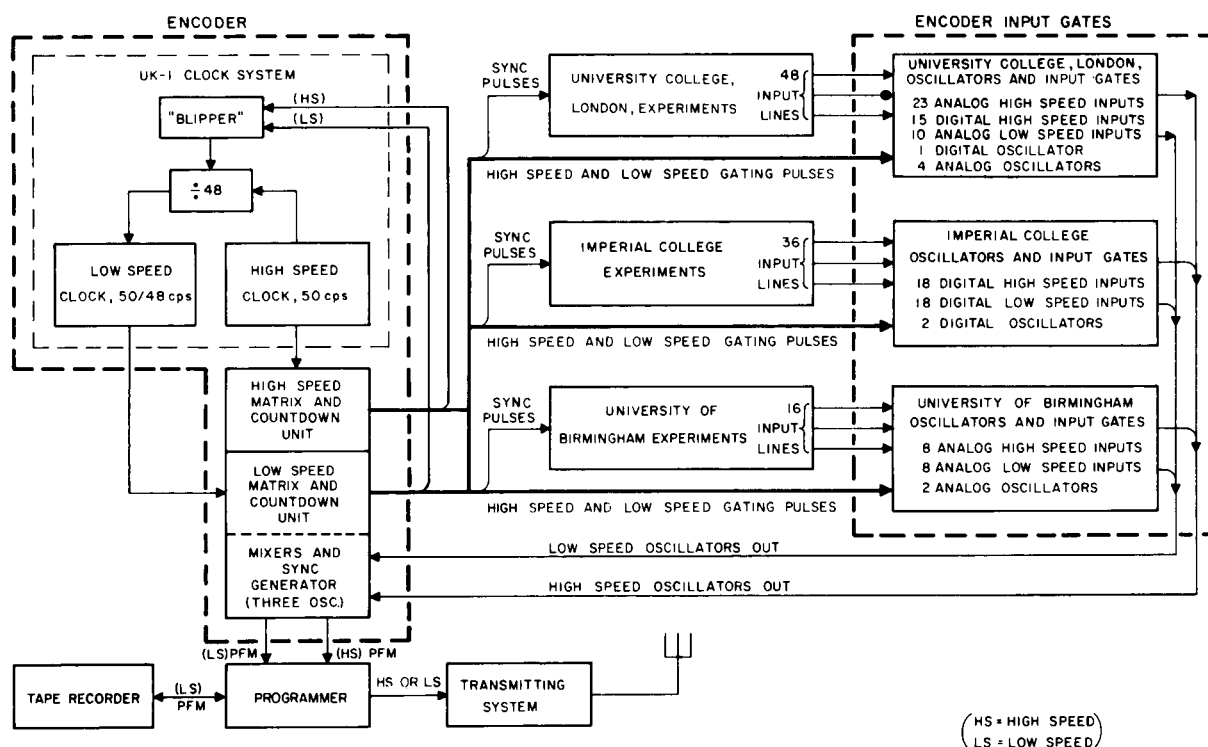 ENCODER
UK-1 CLOCK SYSTEM
"BLIPPER"
(HS)
(LS)
÷ 48
LOW SPEED
CLOCK, 50/48 cps
HIGH SPEED
CLOCK, 50 cps
HIGH SPEED
MATRIX AND
COUNTDOWN
UNIT
LOW SPEED
MATRIX AND
COUNTDOWN
UNIT
MIXERS AND
SYNC
GENERATOR
(THREE OSC.)
(LS) PFM
(HS) PFM
TAPE RECORDER
(LS)
PFM
PROGRAMMER
HS OR LS
TRANSMITTING
SYSTEM
SYNC
PULSES
UNIVERSITY COLLEGE,
LONDON, EXPERIMENTS
48
INPUT
LINES
HIGH SPEED AND LOW SPEED GATING PULSES
SYNC
PULSES
IMPERIAL COLLEGE
EXPERIMENTS
36
INPUT
LINES
HIGH SPEED AND LOW SPEED GATING PULSES
SYNC
PULSES
UNIVERSITY OF
BIRMINGHAM EXPERIMENTS
16
INPUT
LINES
HIGH SPEED AND LOW SPEED GATING PULSES
LOW SPEED OSCILLATORS OUT
HIGH SPEED OSCILLATORS OUT
ENCODER INPUT GATES
UNIVERSITY COLLEGE, LONDON,
OSCILLATORS AND INPUT GATES
23 ANALOG HIGH SPEED INPUTS
15 DIGITAL HIGH SPEED INPUTS
10 ANALOG LOW SPEED INPUTS
1 DIGITAL OSCILLATOR
4 ANALOG OSCILLATORS
IMPERIAL COLLEGE
OSCILLATORS AND INPUT GATES
18 DIGITAL HIGH SPEED INPUTS
18 DIGITAL LOW SPEED INPUTS
2 DIGITAL OSCILLATORS
UNIVERSITY OF BIRMINGHAM
OSCILLATORS AND INPUT GATES
8 ANALOG HIGH SPEED INPUTS
8 ANALOG LOW SPEED INPUTS
2 ANALOG OSCILLATORS
(HS = HIGH SPEED
LS = LOW SPEED)